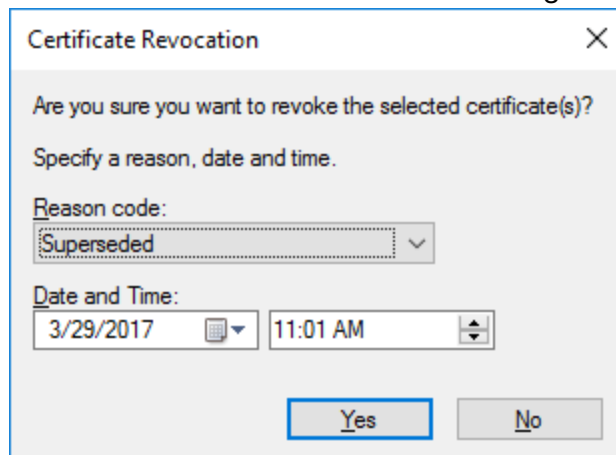 Certificate Revocation
Are you sure you want to revoke the selected certificate(s)?
Specify a reason, date and time.
Reason code:
Superseded
Date and Time:
3/29/2017 11:01 AM
Yes No